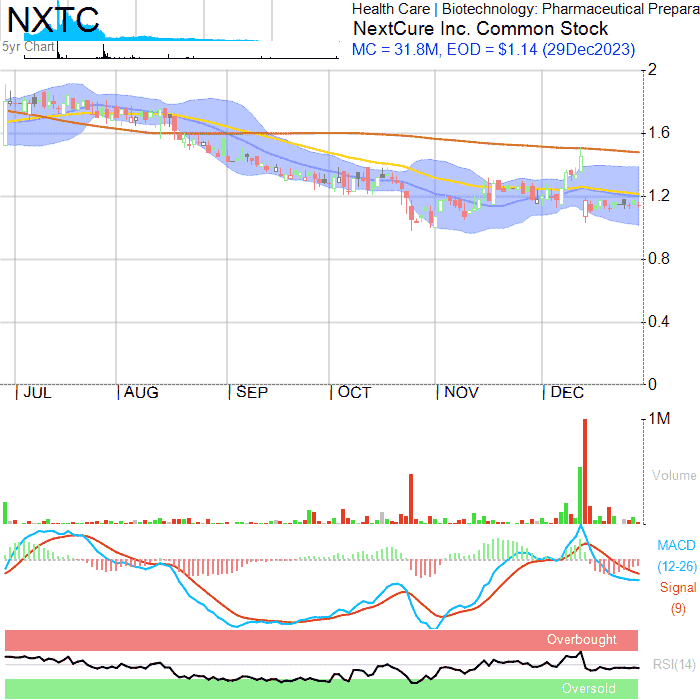 NXTC
5yr Chart
Health Care | Biotechnology: Pharmaceutical Prepara
NextCure Inc. Common Stock
MC = 31.8M, EOD = $1.14 (29Dec2023)
2
1.6
1.2
0.8
0.4
0
JUL AUG SEP OCT NOV DEC
1M
Volume
MACD
(12-26)
Signal
(9)
Overbought
RSI(14)
Oversold